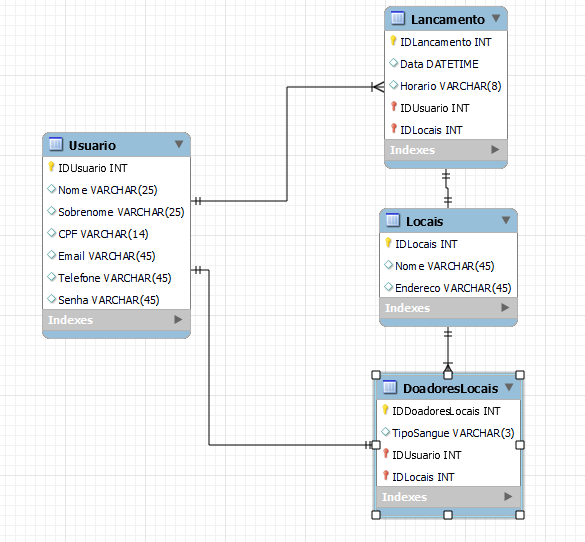 Lancamento
IDLancamento INT
Data DATETIME
Horario VARCHAR(8)
IDUsuario INT
IDLocais INT
Indexes
Usuario
IDUsuario INT
Nome VARCHAR(25)
Sobrenome VARCHAR(25)
CPF VARCHAR(14)
Email VARCHAR(45)
Telefone VARCHAR(45)
Senha VARCHAR(45)
Indexes
Locais
IDLocais INT
Nome VARCHAR(45)
Endereco VARCHAR(45)
Indexes
DoadoresLocais
IDDoadoresLocais INT
TipoSangue VARCHAR(3)
IDUsuario INT
IDLocais INT
Indexes